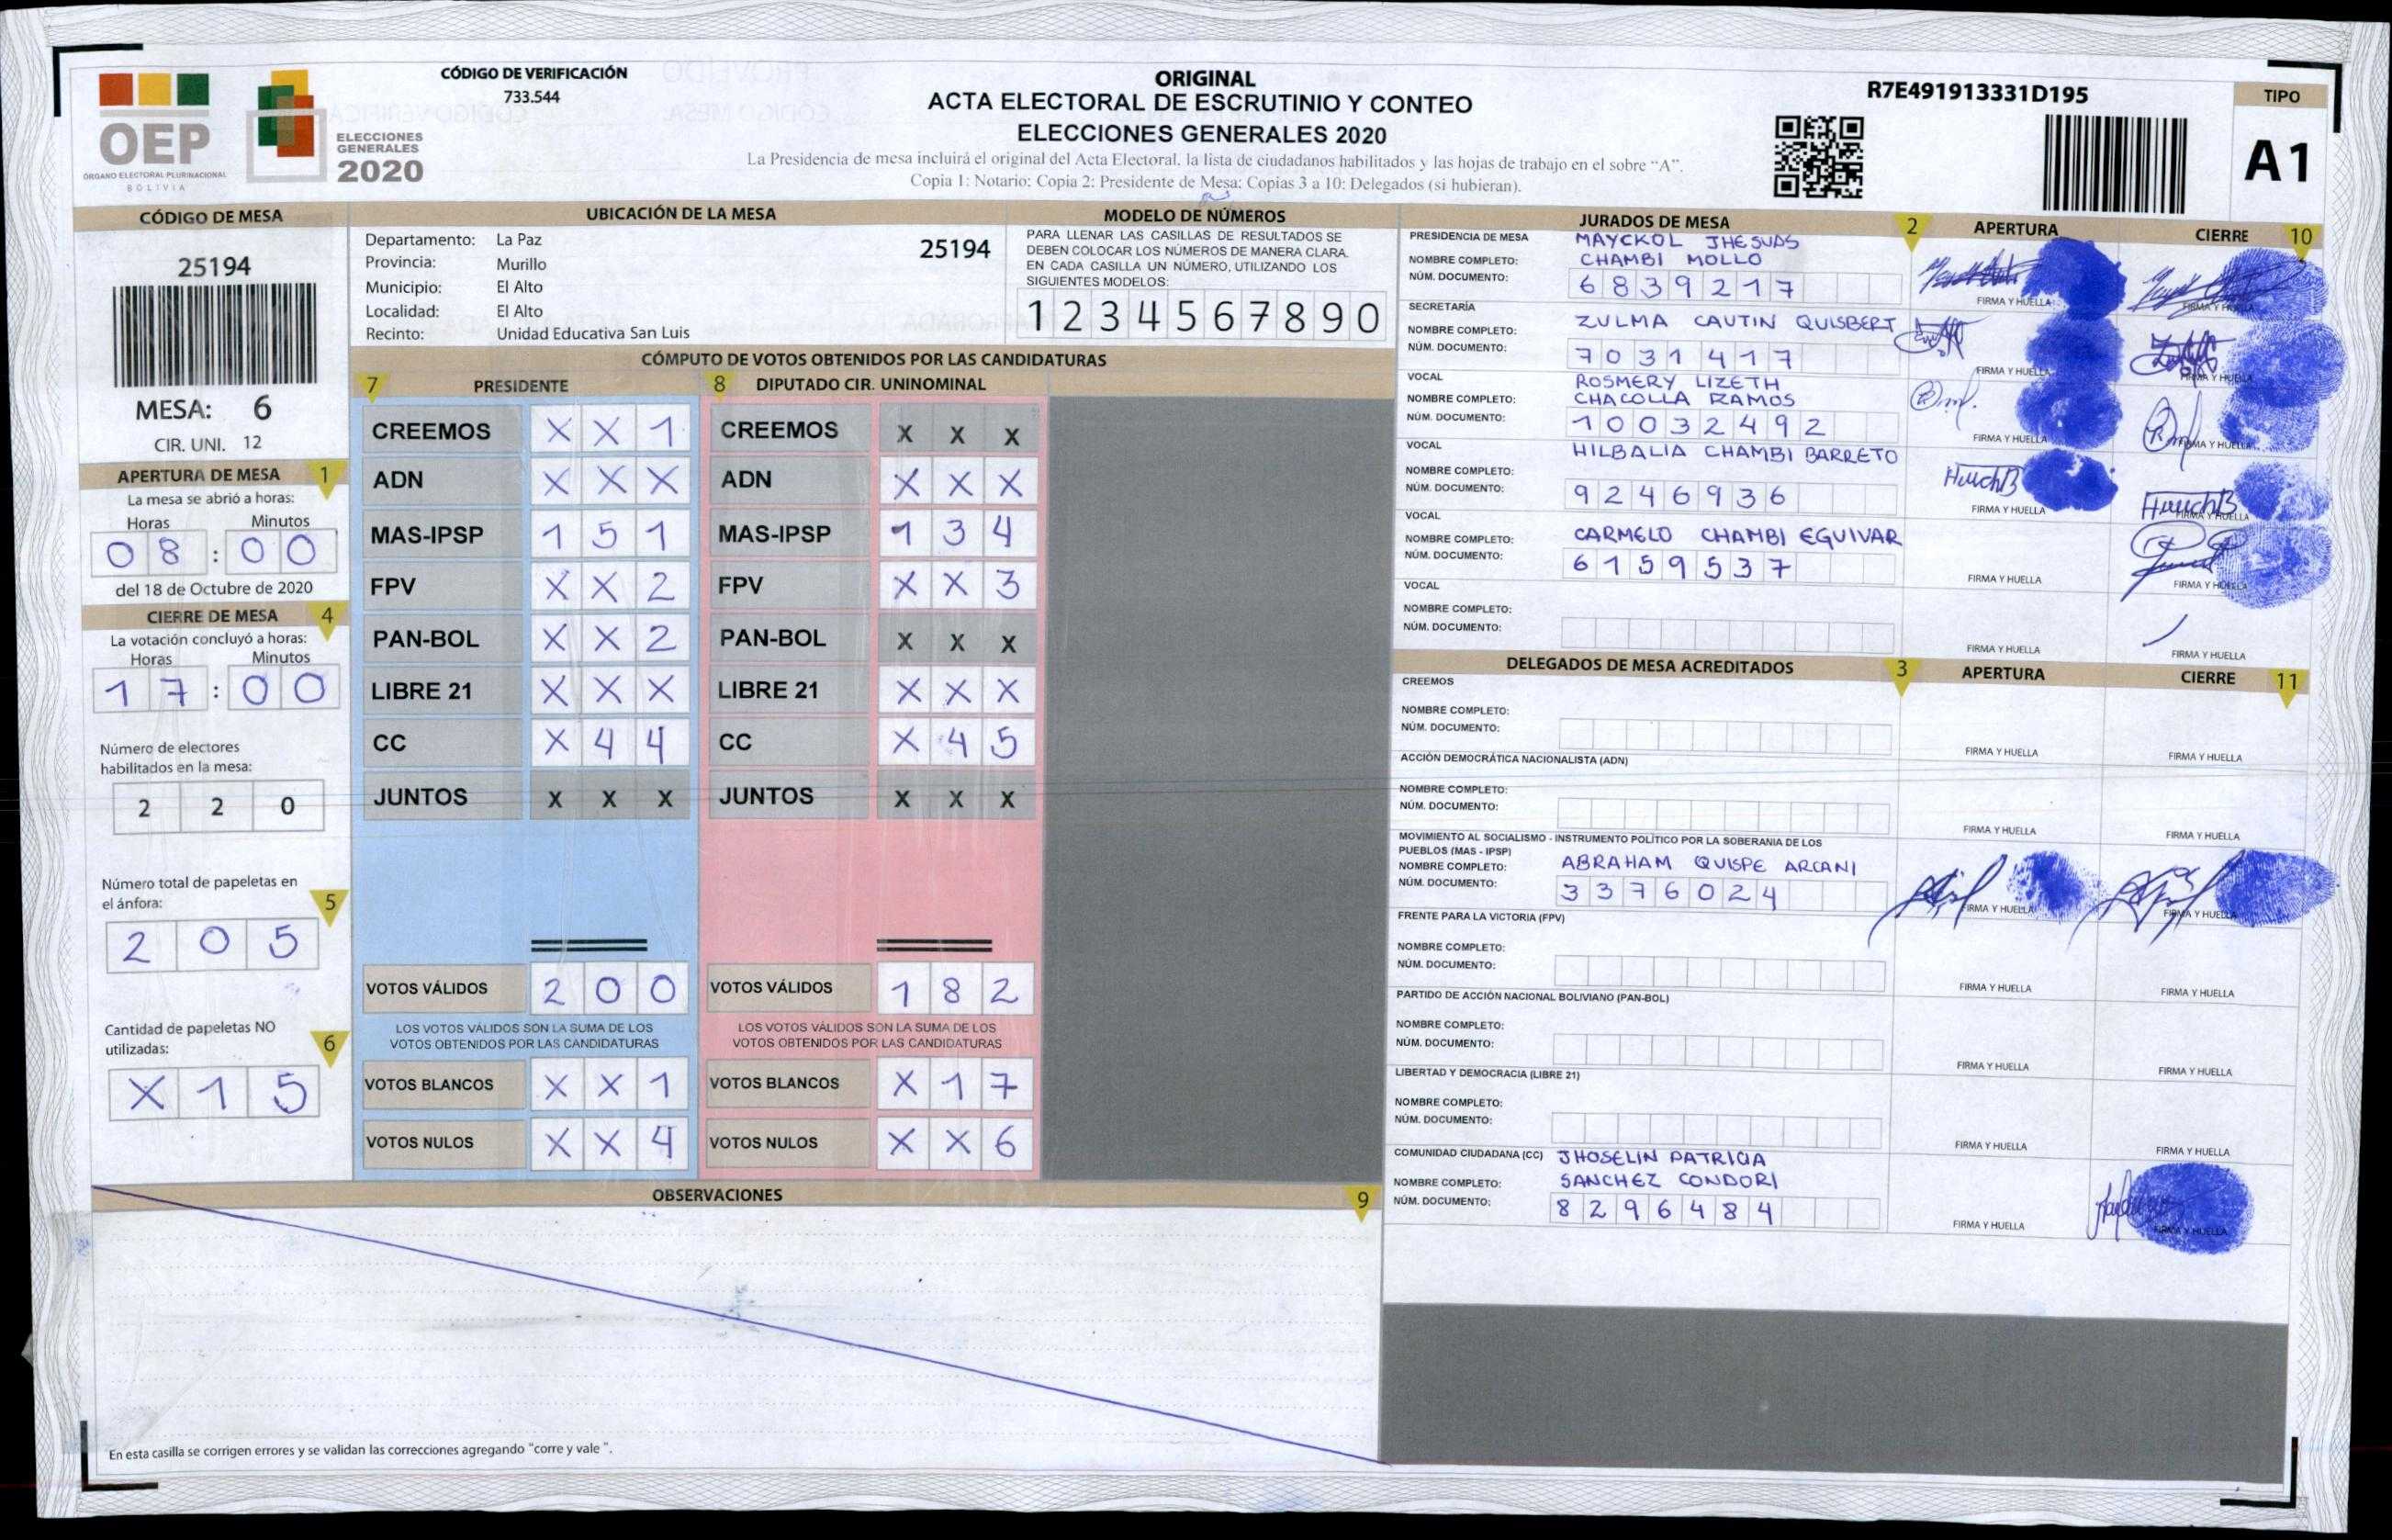 CÓDIGO DE VERIFICACIÓN
733.544
OEP
ÓRGANO ELECTORAL PLURINACIONAL
BOLIVIA
ELECCIONES
GENERALES
2020
ORIGINAL
ACTA ELECTORAL DE ESCRUTINIO Y CONTEO
ELECCIONES GENERALES 2020
La Presidencia de mesa incluirá el original del Acta Electoral, la lista de ciudadanos habilitados y las hojas de trabajo en el sobre "A".
Copia 1: Notario; Copia 2: Presidente de Mesa; Copias 3 a 10: Delegados (si hubieran).
R7E491913331D195
TIPO
A1
CÓDIGO DE MESA
25194
MESA: 6
CIR. UNI. 12
APERTURA DE MESA 1
La mesa se abrió a horas:
Horas Minutos
08 : 00
del 18 de Octubre de 2020
CIERRE DE MESA 4
La votación concluyó a horas:
Horas Minutos
17 : 00
Número de electores
habilitados en la mesa:
2 2 0
Número total de papeletas en
el ánfora: 5
2 0 5
Cantidad de papeletas NO
utilizadas: 6
X 1 5
UBICACIÓN DE LA MESA
Departamento: La Paz
25194
Provincia: Murillo
Municipio: El Alto
Localidad: El Alto
Recinto: Unidad Educativa San Luis
MODELO DE NÚMEROS
PARA LLENAR LAS CASILLAS DE RESULTADOS SE
DEBEN COLOCAR LOS NÚMEROS DE MANERA CLARA.
EN CADA CASILLA UN NÚMERO, UTILIZANDO LOS
SIGUIENTES MODELOS:
1 2 3 4 5 6 7 8 9 0
CÓMPUTO DE VOTOS OBTENIDOS POR LAS CANDIDATURAS
7 PRESIDENTE 8 DIPUTADO CIR. UNINOMINAL
CREEMOS X X 1 CREEMOS X X X
ADN X X X ADN X X X
MAS-IPSP 1 5 1 MAS-IPSP 1 3 4
FPV X X 2 FPV X X 3
PAN-BOL X X 2 PAN-BOL X X X
LIBRE 21 X X X LIBRE 21 X X X
CC X 4 4 CC X 4 5
JUNTOS X X X JUNTOS X X X
VOTOS VÁLIDOS 2 0 0 VOTOS VÁLIDOS 1 8 2
LOS VOTOS VÁLIDOS SON LA SUMA DE LOS LOS VOTOS VÁLIDOS SON LA SUMA DE LOS
VOTOS OBTENIDOS POR LAS CANDIDATURAS VOTOS OBTENIDOS POR LAS CANDIDATURAS
VOTOS BLANCOS X X 1 VOTOS BLANCOS X 1 7
VOTOS NULOS X X 4 VOTOS NULOS X X 6
OBSERVACIONES 9
En esta casilla se corrigen errores y se validan las correcciones agregando "corre y vale ".
JURADOS DE MESA 2 APERTURA CIERRE 10
PRESIDENCIA DE MESA MAYCKOL JHESUDS
NOMBRE COMPLETO: CHAMBI MOLLO
NÚM. DOCUMENTO: 6839217
FIRMA Y HUELLA FIRMA Y HUELLA
SECRETARÍA
NOMBRE COMPLETO: ZULMA CAUTIN QUISBERT
NÚM. DOCUMENTO: 7031417
FIRMA Y HUELLA FIRMA Y HUELLA
VOCAL ROSMERY LIZETH
NOMBRE COMPLETO: CHACOLLA RAMOS
NÚM. DOCUMENTO: 10032492
FIRMA Y HUELLA FIRMA Y HUELLA
VOCAL HILBALIA CHAMBI BARRETO
NOMBRE COMPLETO:
NÚM. DOCUMENTO: 9246936
FIRMA Y HUELLA FIRMA Y HUELLA
VOCAL
NOMBRE COMPLETO: CARMELO CHAMBI EGUIVAR
NÚM. DOCUMENTO: 6159537
FIRMA Y HUELLA FIRMA Y HUELLA
VOCAL
NOMBRE COMPLETO:
NÚM. DOCUMENTO:
FIRMA Y HUELLA FIRMA Y HUELLA
DELEGADOS DE MESA ACREDITADOS 3 APERTURA CIERRE 11
CREEMOS
NOMBRE COMPLETO:
NÚM. DOCUMENTO:
FIRMA Y HUELLA FIRMA Y HUELLA
ACCIÓN DEMOCRÁTICA NACIONALISTA (ADN)
NOMBRE COMPLETO:
NÚM. DOCUMENTO:
FIRMA Y HUELLA FIRMA Y HUELLA
MOVIMIENTO AL SOCIALISMO - INSTRUMENTO POLÍTICO POR LA SOBERANIA DE LOS
PUEBLOS (MAS - IPSP)
NOMBRE COMPLETO: ABRAHAM QUISPE ARCANI
NÚM. DOCUMENTO: 3376024
FIRMA Y HUELLA FIRMA Y HUELLA
FRENTE PARA LA VICTORIA (FPV)
NOMBRE COMPLETO:
NÚM. DOCUMENTO:
FIRMA Y HUELLA FIRMA Y HUELLA
PARTIDO DE ACCIÓN NACIONAL BOLIVIANO (PAN-BOL)
NOMBRE COMPLETO:
NÚM. DOCUMENTO:
FIRMA Y HUELLA FIRMA Y HUELLA
LIBERTAD Y DEMOCRACIA (LIBRE 21)
NOMBRE COMPLETO:
NÚM. DOCUMENTO:
FIRMA Y HUELLA FIRMA Y HUELLA
COMUNIDAD CIUDADANA (CC) JHOSELIN PATRICIA
NOMBRE COMPLETO: SANCHEZ CONDORI
NÚM. DOCUMENTO: 8296484
FIRMA Y HUELLA FIRMA Y HUELLA